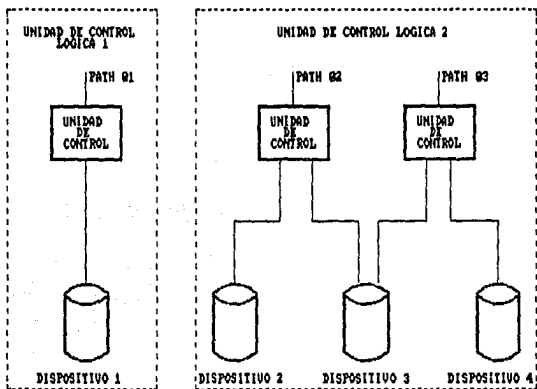 UNIDAD DE CONTROL
LOGICA 1
UNIDAD DE CONTROL LOGICA 2
PATH 01
PATH 02
PATH 03
UNIDAD
DE
CONTROL
UNIDAD
DE
CONTROL
UNIDAD
DE
CONTROL
DISPOSITIVO 1
DISPOSITIVO 2
DISPOSITIVO 3
DISPOSITIVO 4